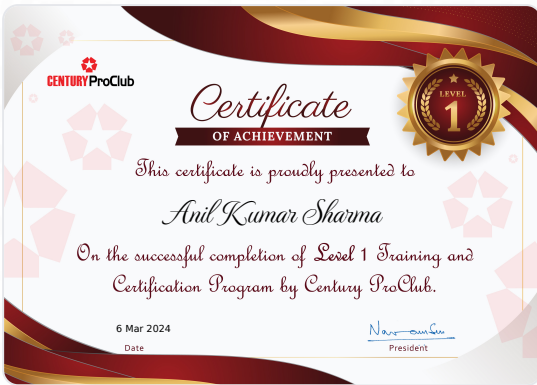 CENTURY ProClub
LEVEL
1
Certificate
OF ACHIEVEMENT
This certificate is proudly presented to
Anil Kumar Sharma
On the successful completion of Level 1 Training and
Certification Program by Century ProClub.
6 Mar 2024
Date
President